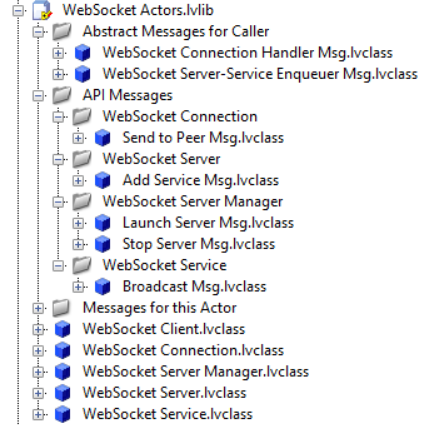 WebSocket Actors.lvlib
Abstract Messages for Caller
WebSocket Connection Handler Msg.lvclass
WebSocket Server-Service Enqueuer Msg.lvclass
API Messages
WebSocket Connection
Send to Peer Msg.lvclass
WebSocket Server
Add Service Msg.lvclass
WebSocket Server Manager
Launch Server Msg.lvclass
Stop Server Msg.lvclass
WebSocket Service
Broadcast Msg.lvclass
Messages for this Actor
WebSocket Client.lvclass
WebSocket Connection.lvclass
WebSocket Server Manager.lvclass
WebSocket Server.lvclass
WebSocket Service.lvclass